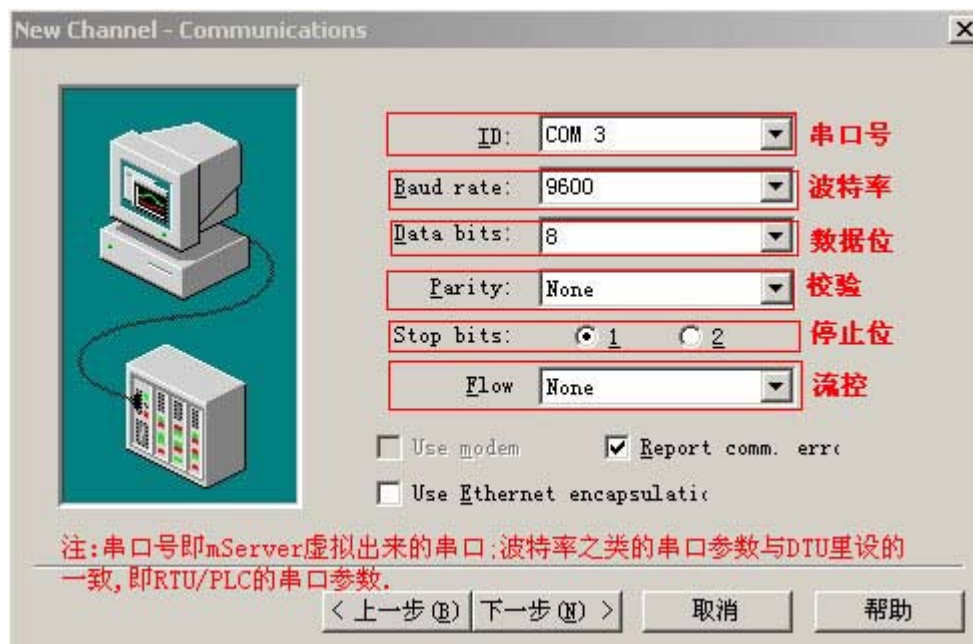 New Channel - Communications
ID: COM 3 串口号
Baud rate: 9600 波特率
Data bits: 8 数据位
Parity: None 校验
Stop bits: 1 2 停止位
Flow None 流控
Use modem Report comm. erro
Use Ethernet encapsulatic
注:串口号即mServer虚拟出来的串口;波特率之类的串口参数与DTU里设的
一致,即RTU/PLC的串口参数.
< 上一步(B) 下一步(N) > 取消 帮助